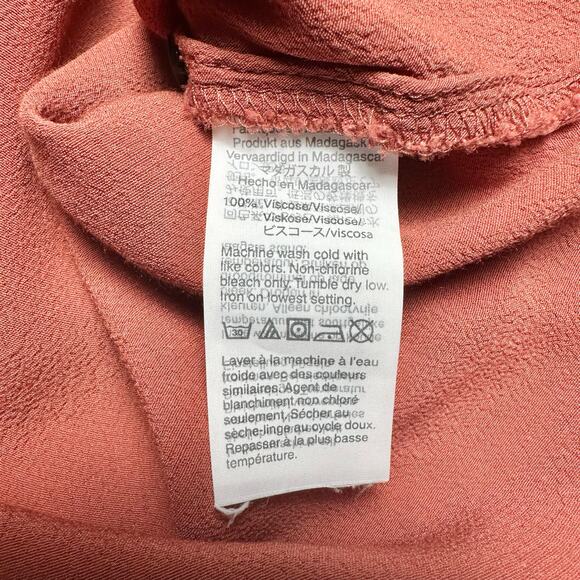 Produkt aus Madagask
Vervaardigd in Madagasca
マダガスカル 製
Hecho en Madagascar
100% Viscose/Viscose/
Viskose/Viscose/
ビスコース/viscosa
Machine wash cold with
like colors. Non-chlorine
bleach only. Tumble dry low.
Iron on lowest setting.
30
Laver à la machine à l'eau
froide avec des couleurs
similaires. Agent de
blanchiment non chloré
seulement. Sécher au
sèche-linge au cycle doux.
Repasser à la plus basse
température.